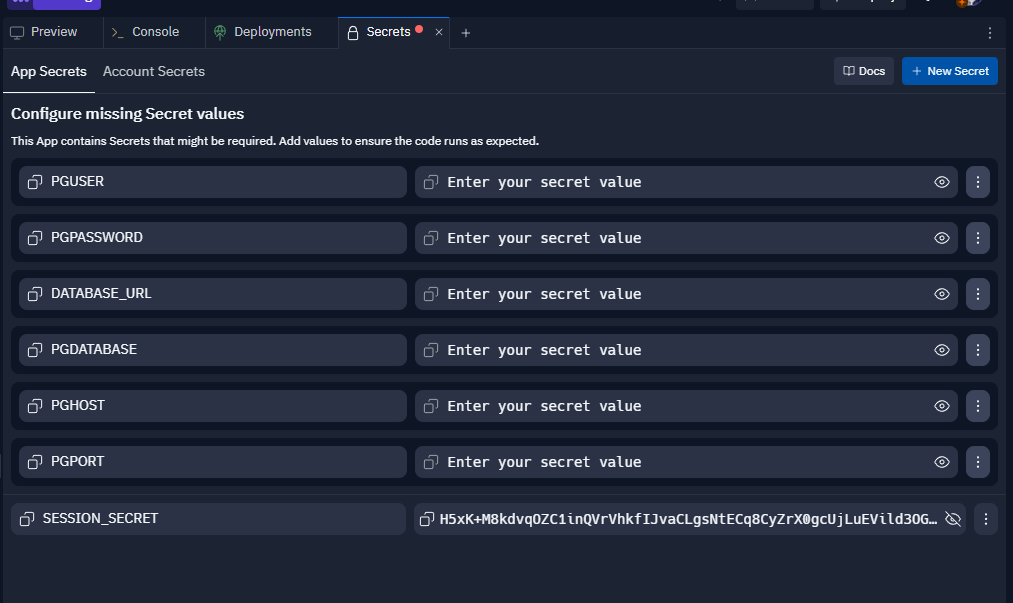 Preview
Console
Deployments
Secrets
App Secrets
Account Secrets
Docs
New Secret
Configure missing Secret values
This App contains Secrets that might be required. Add values to ensure the code runs as expected.
PGUSER Enter your secret value
PGPASSWORD Enter your secret value
DATABASE_URL Enter your secret value
PGDATABASE Enter your secret value
PGHOST Enter your secret value
PGPORT Enter your secret value
SESSION_SECRET H5xK+M8kdvqOZC1inQVrVhkfIJvaCLgsNtECq8CyZrX0gcUjLuEVild3OG…